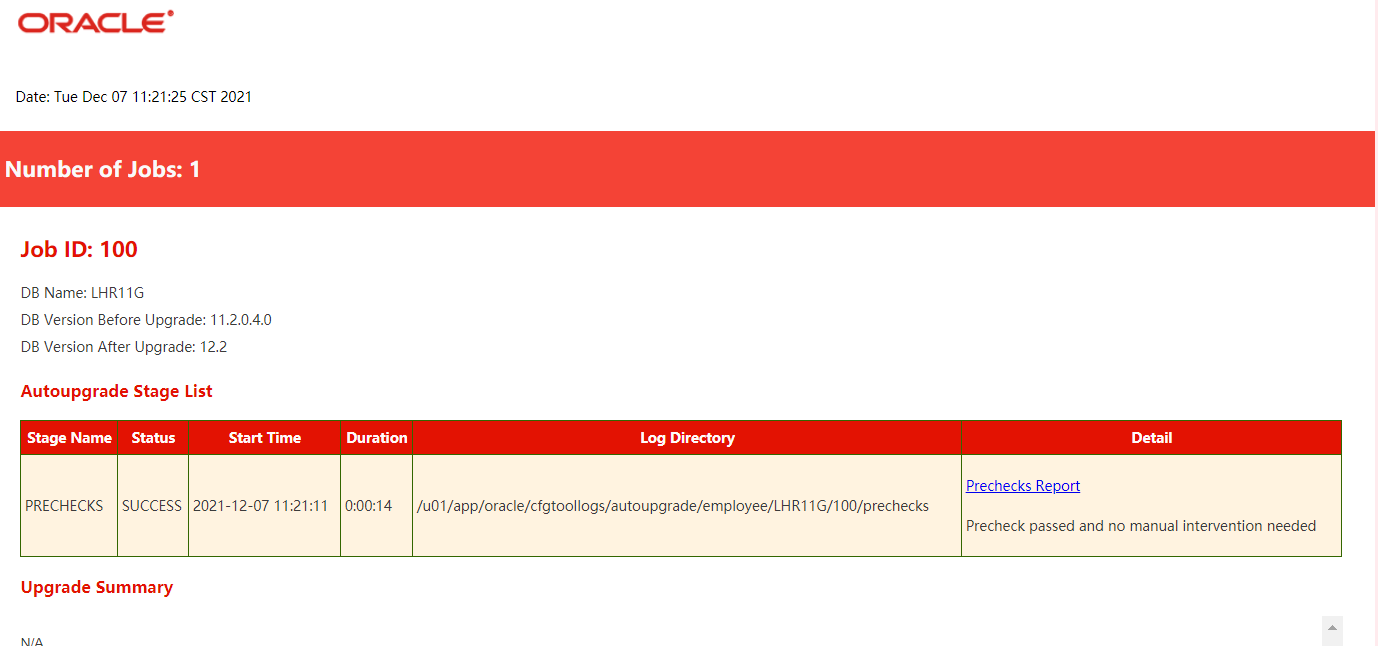 ORACLE®
Date: Tue Dec 07 11:21:25 CST 2021
Number of Jobs: 1
Job ID: 100
DB Name: LHR11G
DB Version Before Upgrade: 11.2.0.4.0
DB Version After Upgrade: 12.2
Autoupgrade Stage List
Stage Name Status Start Time Duration Log Directory Detail
PRECHECKS SUCCESS 2021-12-07 11:21:11 0:00:14 /u01/app/oracle/cfgtoollogs/autoupgrade/employee/LHR11G/100/prechecks Prechecks Report
Precheck passed and no manual intervention needed
Upgrade Summary
N/A